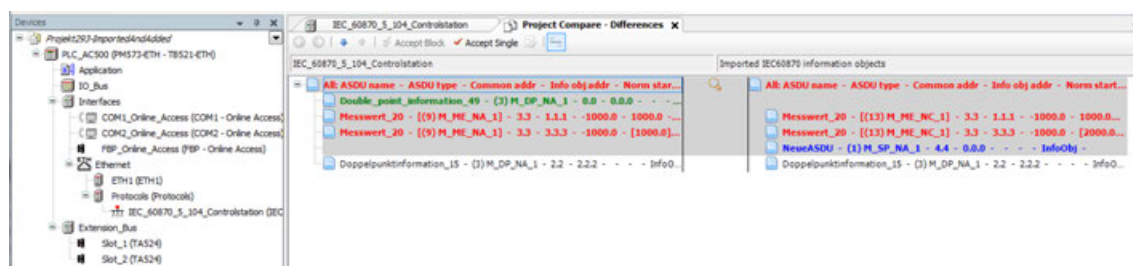 Devices
IEC_60870_5_104_Controlstation
Project Compare - Differences
Projekt293-ImportedAndAdded
PLC_AC500 (PM573-ETH - TB521-ETH)
Application
IO_Bus
Interfaces
COM1_Online_Access (COM1 - Online Access)
COM2_Online_Access (COM2 - Online Access)
FBP_Online_Access (FBP - Online Access)
Ethernet
ETH1 (ETH1)
Protocols (Protocols)
IEC_60870_5_104_Controlstation (IEC
Extension_Bus
Slot_1 (TA524)
Slot_2 (TA524)
Accept Block
Accept Single
IEC_60870_5_104_Controlstation
All: ASDU name - ASDU type - Common addr - Info obj addr - Norm star...
Double_point_information_49 - (3) M_DP_NA_1 - 0.0 - 0.0.0 - - - ...
Messwert_20 - [(9) M_ME_NA_1] - 3.3 - 1.1.1 - -1000.0 - 1000.0 - ...
Messwert_20 - [(9) M_ME_NA_1] - 3.3 - 3.3.3 - -1000.0 - [1000.0]...
Doppelpunktinformation_15 - (3) M_DP_NA_1 - 2.2 - 2.2.2 - - - - InfoO...
Imported IEC60870 information objects
All: ASDU name - ASDU type - Common addr - Info obj addr - Norm start...
Messwert_20 - [(13) M_ME_NC_1] - 3.3 - 1.1.1 - -1000.0 - 1000.0...
Messwert_20 - [(13) M_ME_NC_1] - 3.3 - 3.3.3 - -1000.0 - [2000.0...
NeueASDU - (1) M_SP_NA_1 - 4.4 - 0.0.0 - - - - InfoObj -
Doppelpunktinformation_15 - (3) M_DP_NA_1 - 2.2 - 2.2.2 - - - - InfoO...